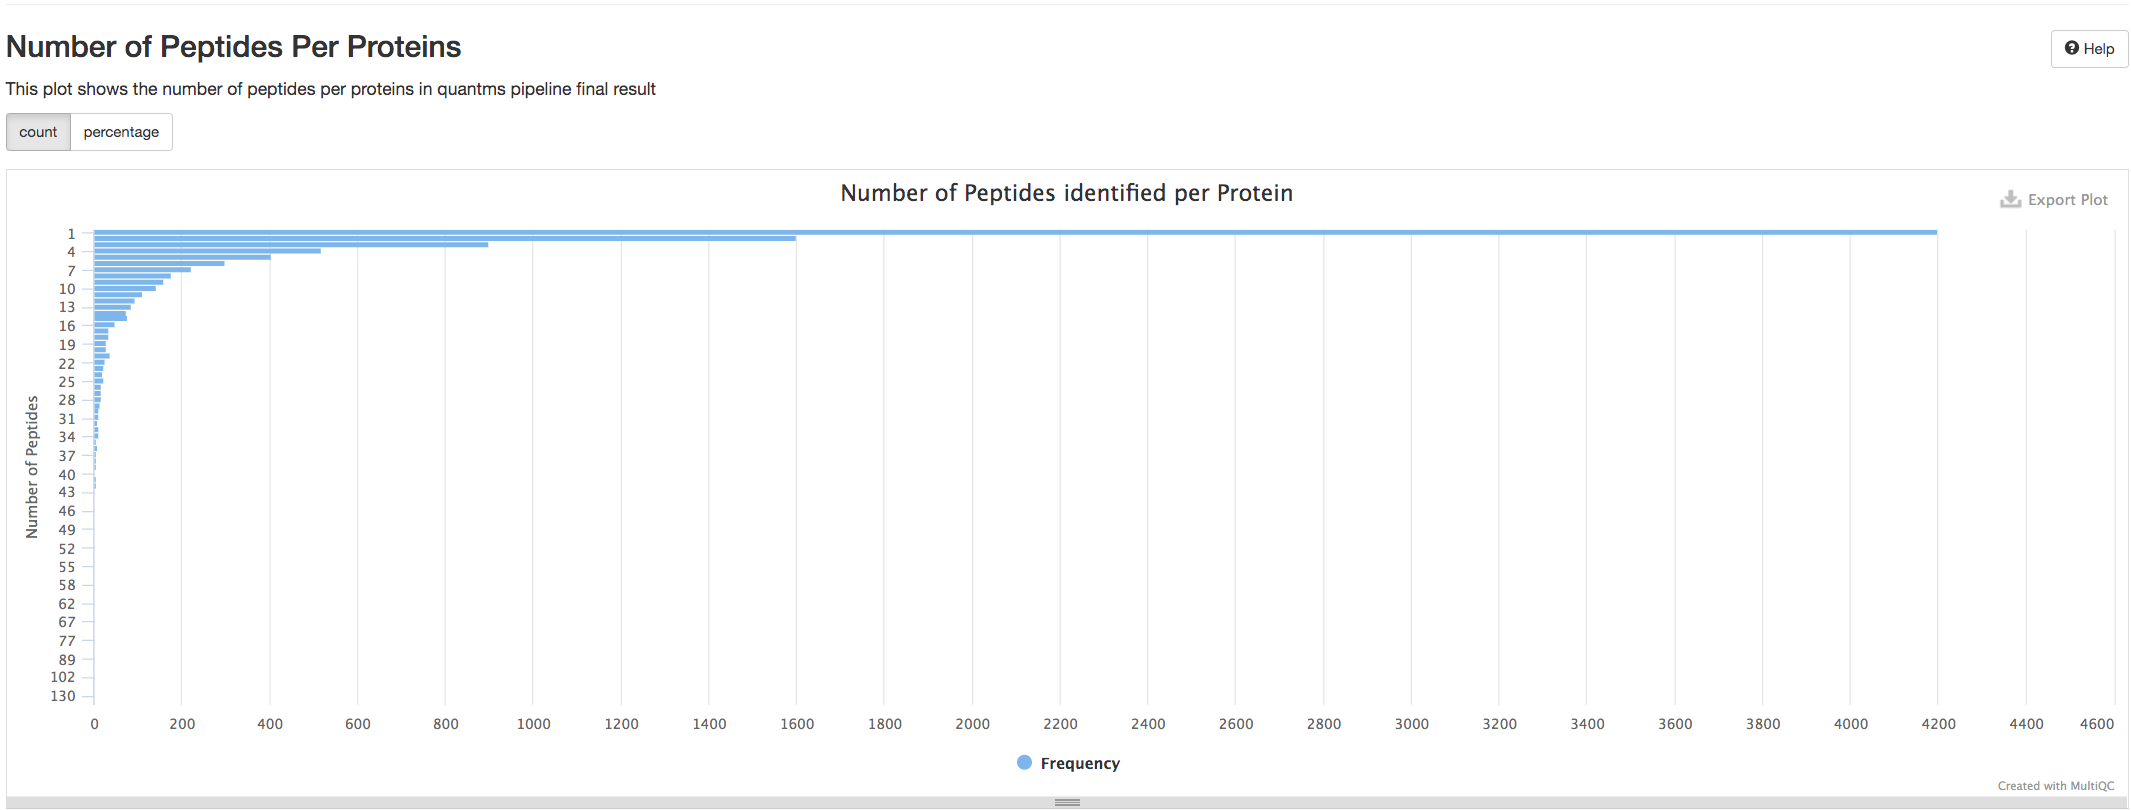 Number of Peptides Per Proteins
Help
This plot shows the number of peptides per proteins in quantms pipeline final result
count percentage
Number of Peptides identified per Protein
Export Plot
Number of Peptides
1
4
7
10
13
16
19
22
25
28
31
34
37
40
43
46
49
52
55
58
62
67
77
89
102
130
0 200 400 600 800 1000 1200 1400 1600 1800 2000 2200 2400 2600 2800 3000 3200 3400 3600 3800 4000 4200 4400 4600
Frequency
Created with MultiQC